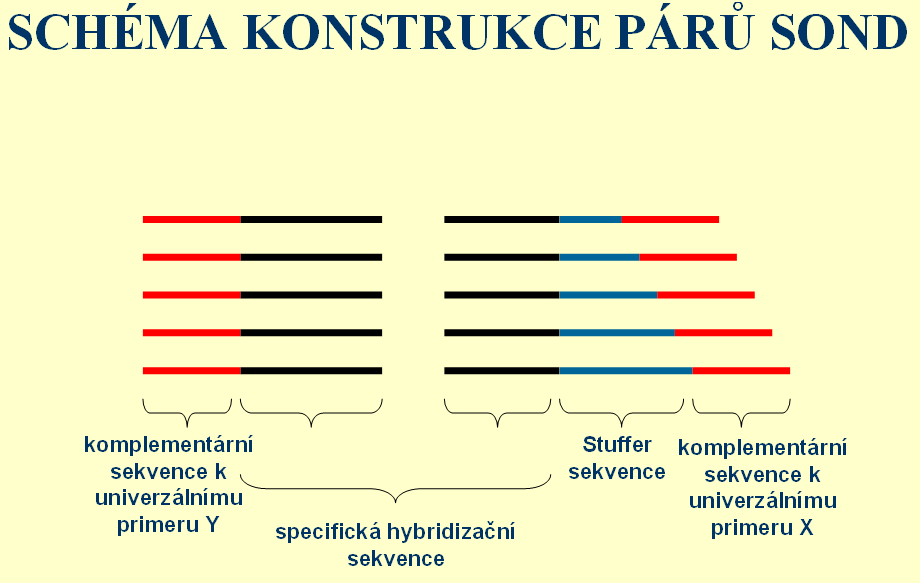 SCHÉMA KONSTRUKCE PÁRŮ SOND
komplementární
sekvence k
univerzálnímu
primeru Y
specifická hybridizační
sekvence
Stuffer
sekvence
komplementární
sekvence k
univerzálnímu
primeru X